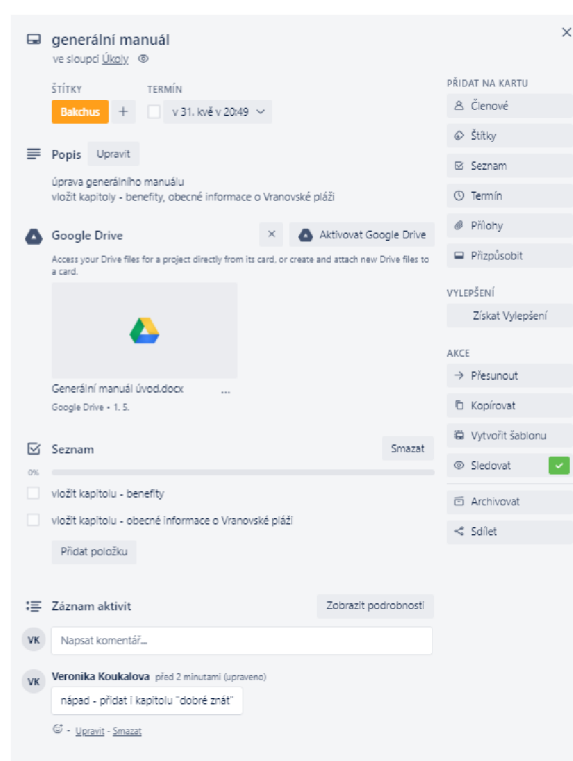 generální manuál
ve sloupci Úkoly
ŠTÍTKY
TERMÍN
Bakchus
+
v 31. kvě v 20:49
Popis
Upravit
úprava generálního manuálu
vložit kapitoly - benefity, obecné informace o Vranovské pláži
Google Drive
×
Aktivovat Google Drive
Access your Drive files for a project directly from its card, or create and attach new Drive files to
a card.
Generální manuál úvod.docx
...
Google Drive • 1. 5.
Seznam
Smazat
0%
vložit kapitolu - benefity
vložit kapitolu - obecné informace o Vranovské pláži
Přidat položku
Záznam aktivit
Zobrazit podrobnosti
VK
Napsat komentář...
VK
Veronika Koukalova před 2 minutami (upraveno)
nápad - přidat i kapitolu "dobré znát"
- Upravit - Smazat
PŘIDAT NA KARTU
Členové
Štítky
Seznam
Termín
Přílohy
Přizpůsobit
VYLEPŠENÍ
Získat Vylepšení
AKCE
Přesunout
Kopírovat
Vytvořit šablonu
Sledovat
Archivovat
Sdílet